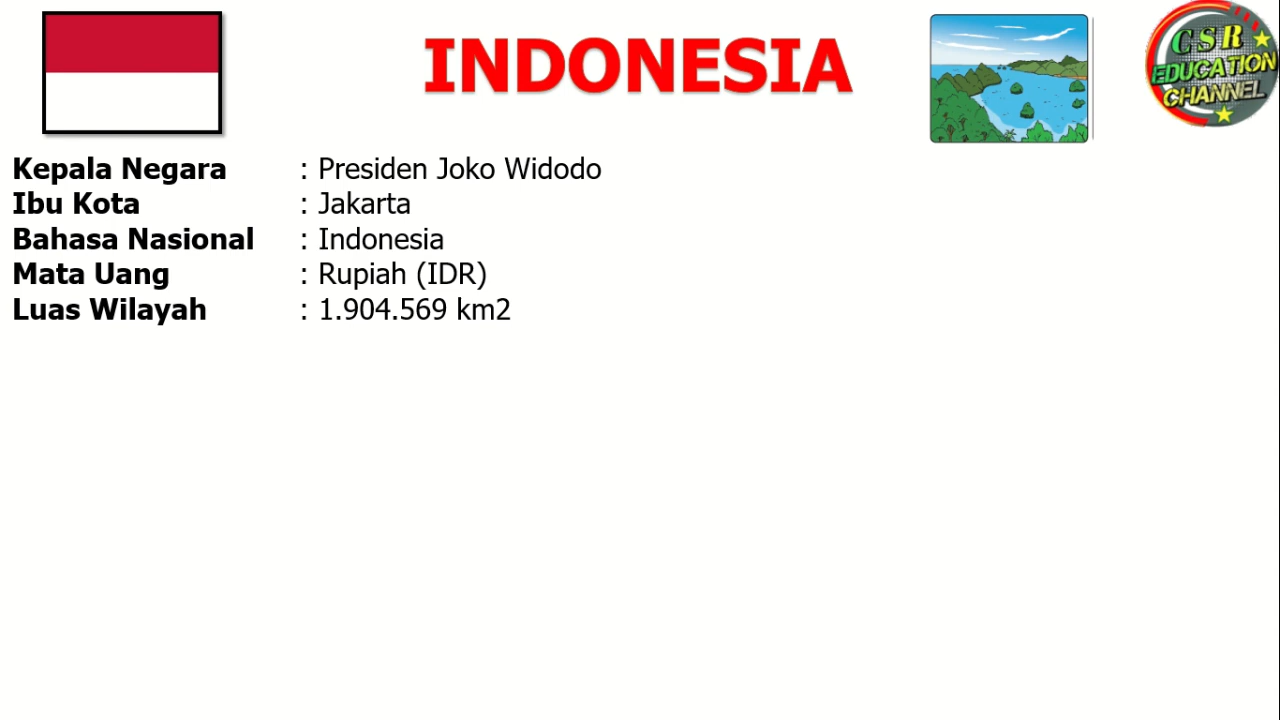 INDONESIA
CSR
EDUCATION
CHANNEL
Kepala Negara : Presiden Joko Widodo
Ibu Kota : Jakarta
Bahasa Nasional : Indonesia
Mata Uang : Rupiah (IDR)
Luas Wilayah : 1.904.569 km2